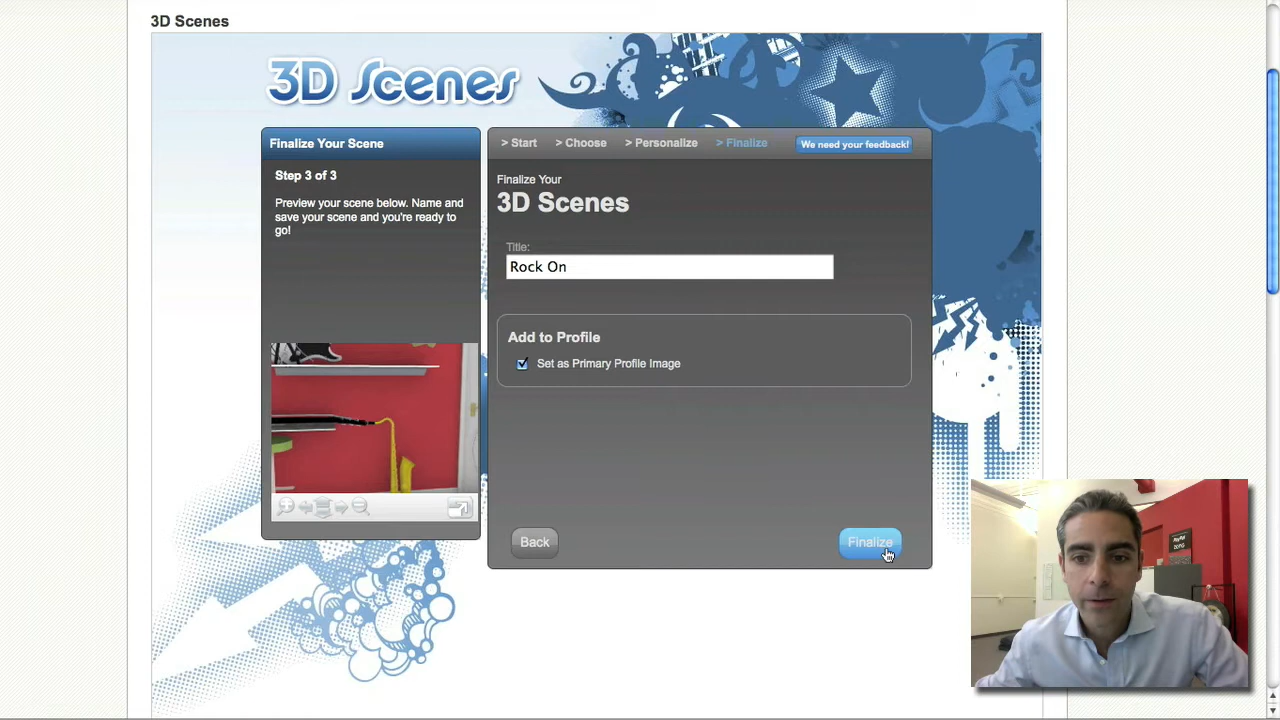 3D Scenes
3D Scenes
Finalize Your Scene
Step 3 of 3
Preview your scene below. Name and
save your scene and you're ready to
go!
> Start > Choose > Personalize > Finalize
We need your feedback!
Finalize Your
3D Scenes
Title:
Rock On
Add to Profile
Set as Primary Profile Image
Back
Finalize
PayPal
ZONG